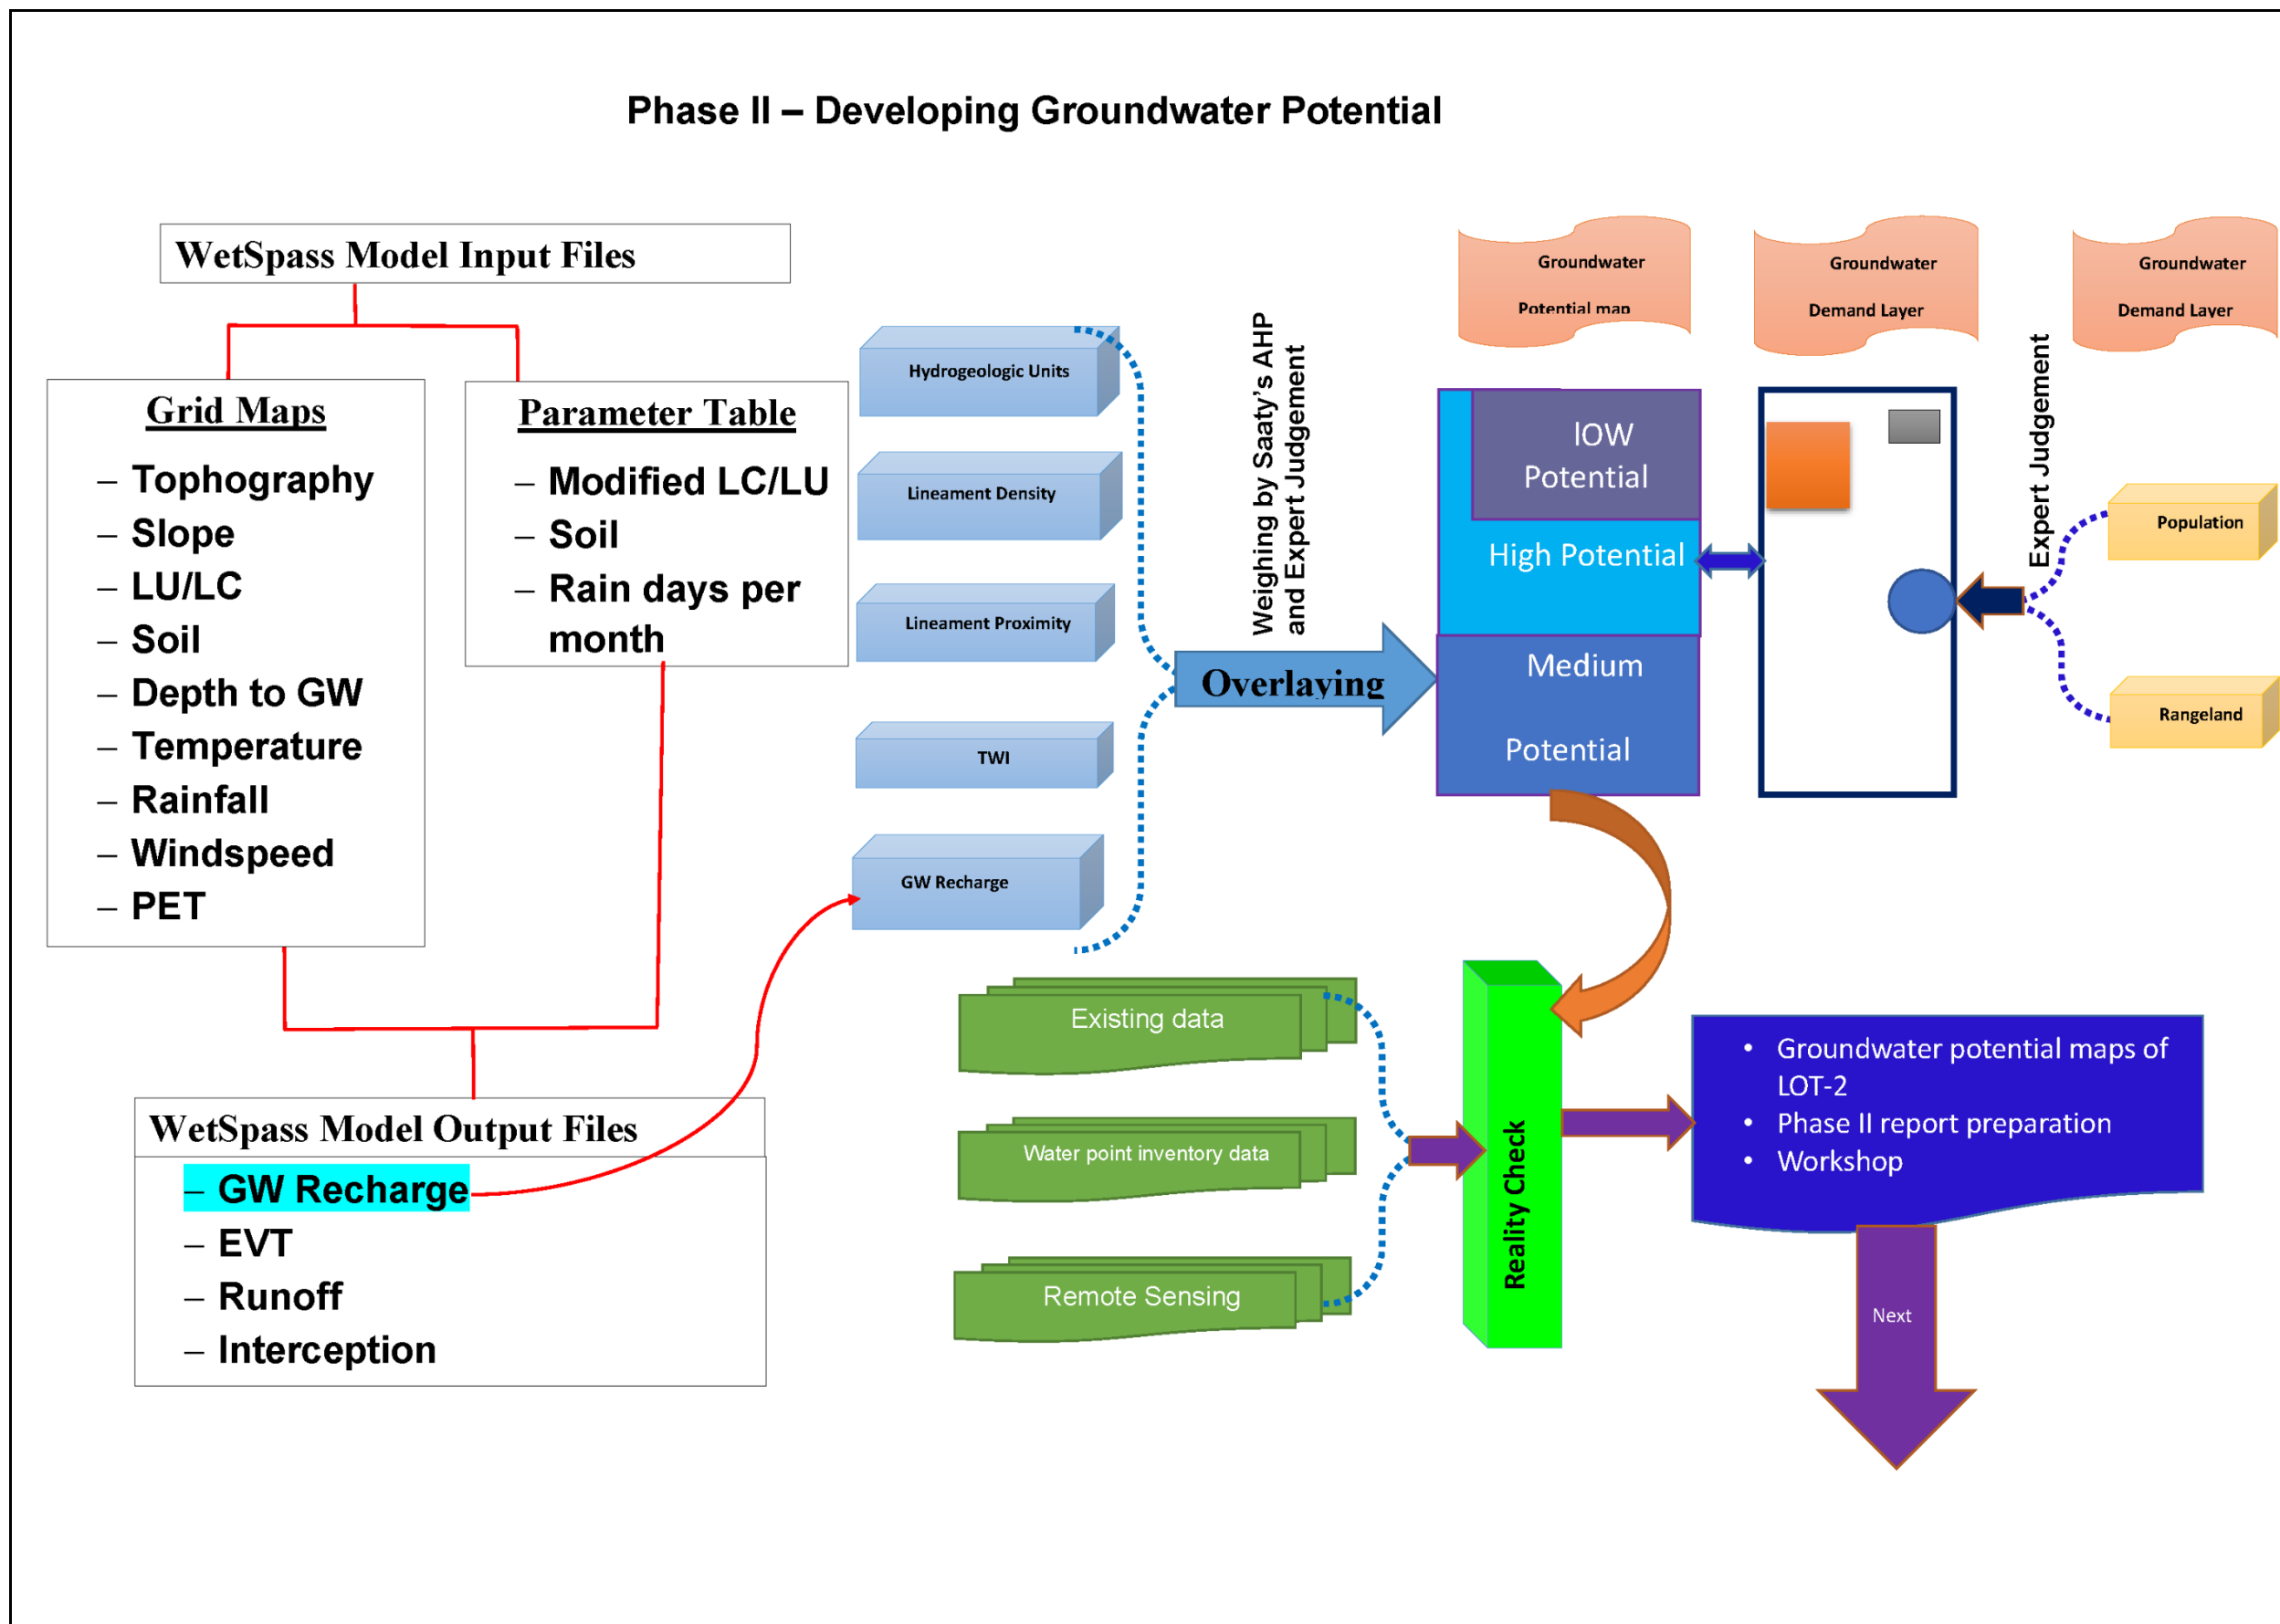 Phase II – Developing Groundwater Potential
WetSpass Model Input Files
Grid Maps
– Tophography
– Slope
– LU/LC
– Soil
– Depth to GW
– Temperature
– Rainfall
– Windspeed
– PET
Parameter Table
– Modified LC/LU
– Soil
– Rain days per
month
WetSpass Model Output Files
– GW Recharge
– EVT
– Runoff
– Interception
Hydrogeologic Units
Lineament Density
Lineament Proximity
TWI
GW Recharge
Weighing by Saaty's AHP
and Expert Judgement
Overlaying
Groundwater
Potential map
Groundwater
Demand Layer
Groundwater
Demand Layer
lOW
Potential
High Potential
Medium
Potential
Expert Judgement
Population
Rangeland
Existing data
Water point inventory data
Remote Sensing
Reality Check
• Groundwater potential maps of
LOT-2
• Phase II report preparation
• Workshop
Next